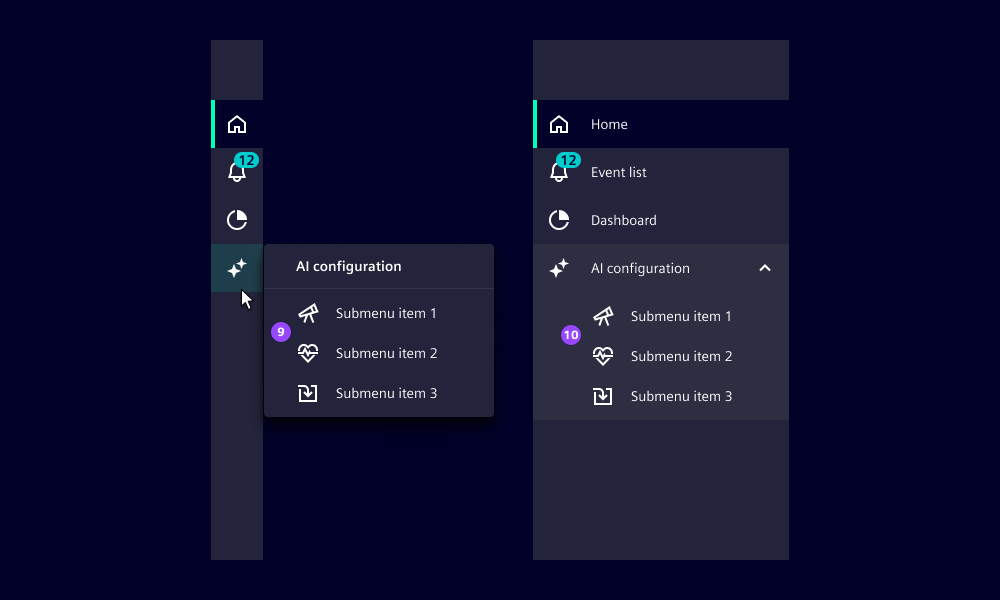 12
AI configuration
9
Submenu item 1
Submenu item 2
Submenu item 3
Home
12
Event list
Dashboard
AI configuration
10
Submenu item 1
Submenu item 2
Submenu item 3